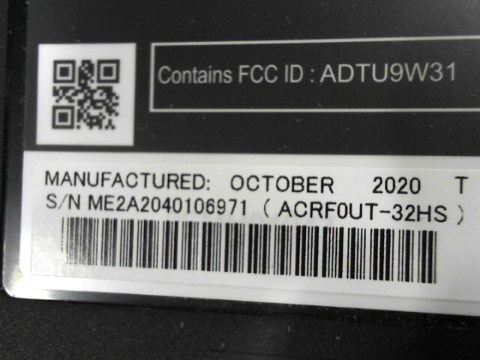 Contains FCC ID : ADTU9W31
MANUFACTURED: OCTOBER 2020 T
S/N ME2A2040106971 ( ACRF0UT-32HS )